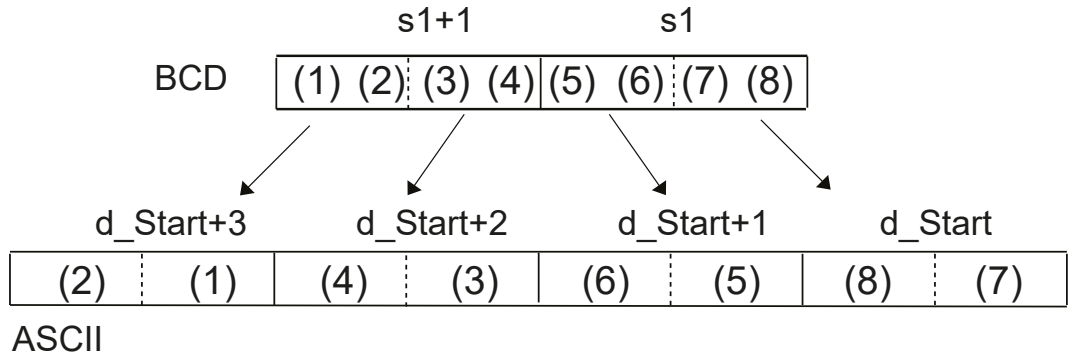 s1+1 s1
BCD (1) (2) (3) (4) (5) (6) (7) (8)
d_Start+3 d_Start+2 d_Start+1 d_Start
(2) (1) (4) (3) (6) (5) (8) (7)
ASCII